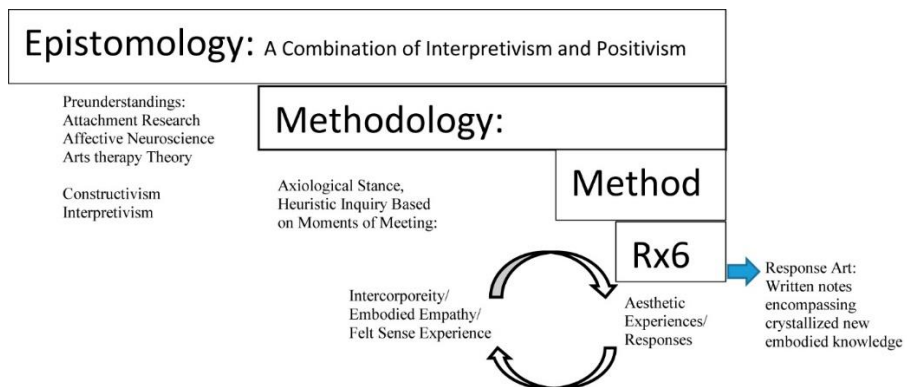 Epistomology: A Combination of Interpretivism and Positivism
Preunderstandings:
Attachment Research
Affective Neuroscience
Arts therapy Theory
Constructivism
Interpretivism
Methodology:
Axiological Stance,
Heuristic Inquiry Based
on Moments of Meeting:
Method
Rx6
Intercorporeity/
Embodied Empathy/
Felt Sense Experience
Aesthetic
Experiences/
Responses
Response Art:
Written notes
encompassing
crystallized new
embodied knowledge